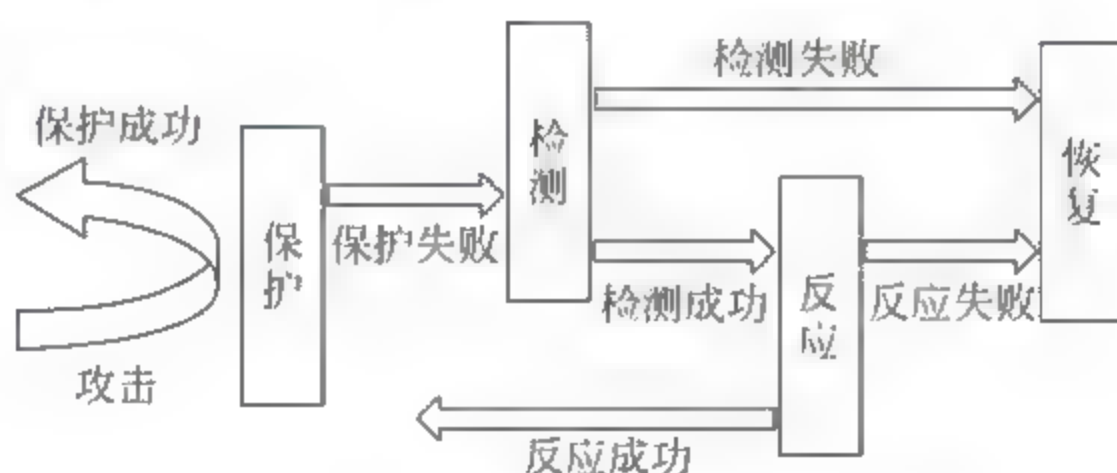 保护成功
攻击
保护
保护失败
检测
检测失败
检测成功
反应
反应失败
反应成功
恢复